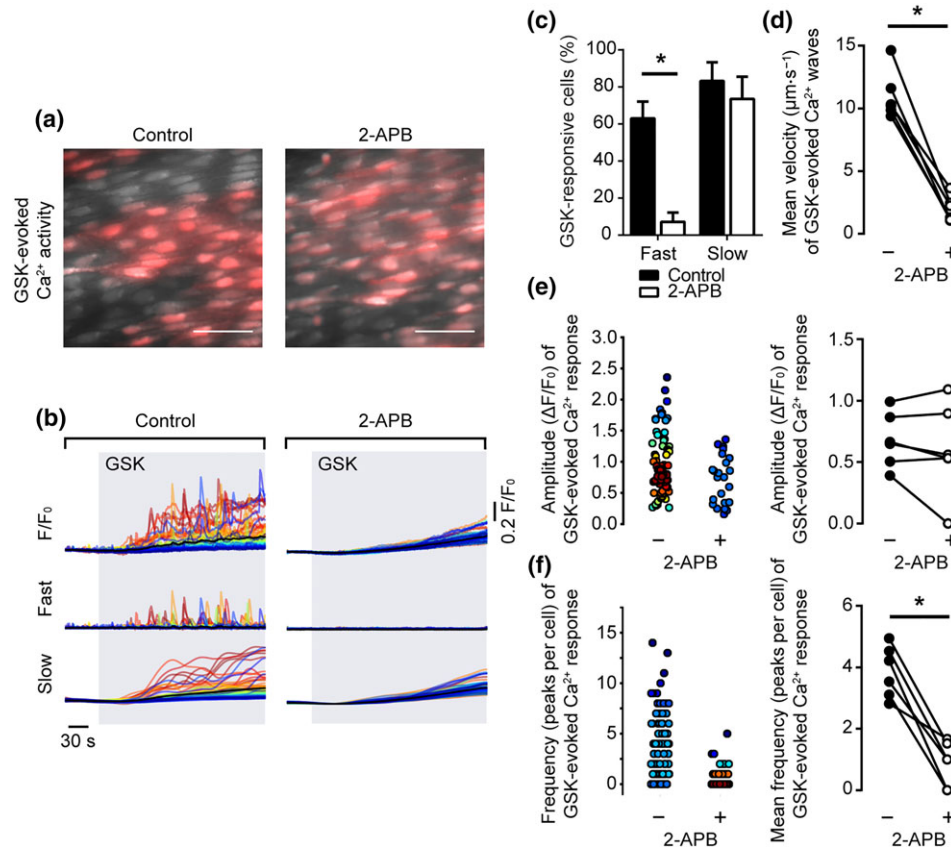 (a)
Control 2-APB
GSK-evoked
Ca²⁺ activity
(b)
Control 2-APB
GSK GSK
F/F₀
0.2 F/F₀
Fast
Slow
30 s
(c)
GSK-responsive cells (%)
100
80
60
40
20
0
*
Fast Slow
Control
2-APB
(d)
Mean velocity (µm·s⁻¹)
of GSK-evoked Ca²⁺ waves
15
10
5
0
*
− +
2-APB
(e)
Amplitude (ΔF/F₀) of
GSK-evoked Ca²⁺ response
3.0
2.5
2.0
1.5
1.0
0.5
0.0
− +
2-APB
Amplitude (ΔF/F₀) of
GSK-evoked Ca²⁺ response
1.5
1.0
0.5
0.0
− +
2-APB
(f)
Frequency (peaks per cell) of
GSK-evoked Ca²⁺ response
15
10
5
0
− +
2-APB
Mean frequency (peaks per cell) of
GSK-evoked Ca²⁺ response
6
4
2
0
*
− +
2-APB